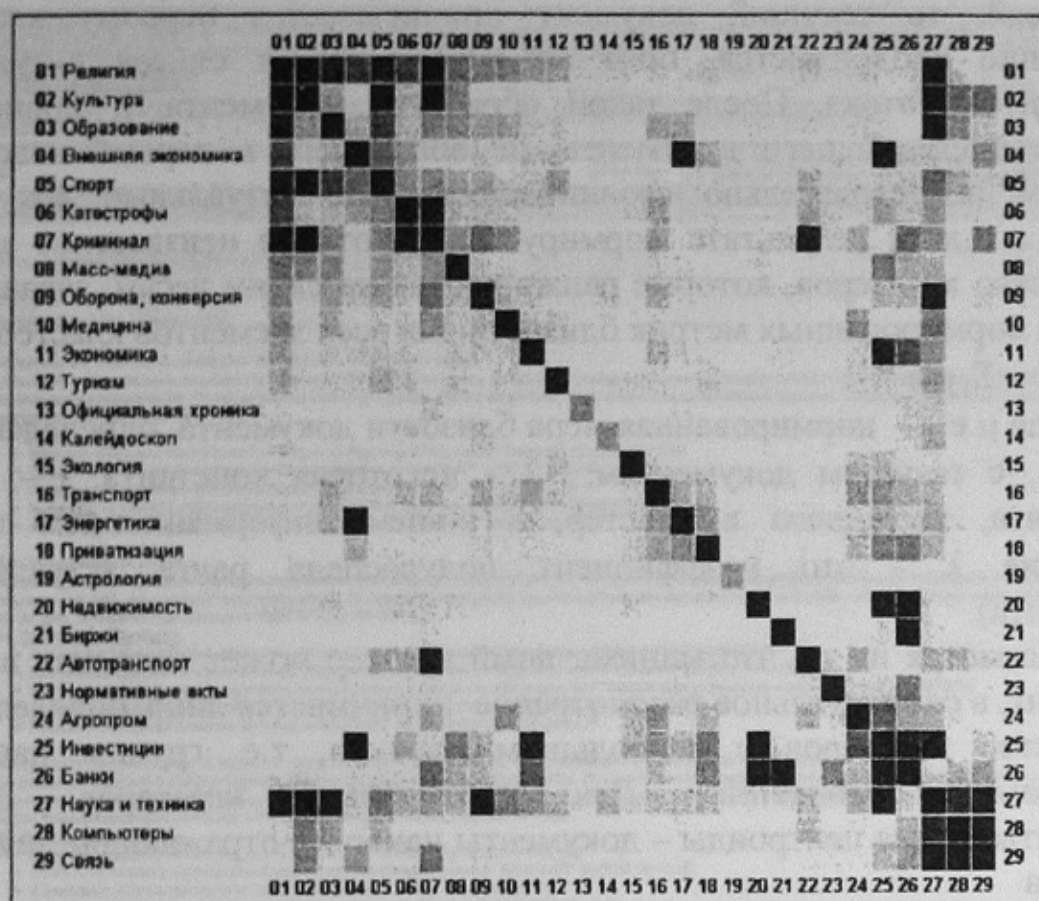 01 02 03 04 05 06 07 08 09 10 11 12 13 14 15 16 17 18 19 20 21 22 23 24 25 26 27 28 29
01 Религия 01
02 Культура 02
03 Образование 03
04 Внешняя экономика 04
05 Спорт 05
06 Катастрофы 06
07 Криминал 07
08 Масс-медиа 08
09 Оборона, конверсия 09
10 Медицина 10
11 Экономика 11
12 Туризм 12
13 Официальная хроника 13
14 Калейдоскоп 14
15 Экология 15
16 Транспорт 16
17 Энергетика 17
18 Приватизация 18
19 Астрология 19
20 Недвижимость 20
21 Биржи 21
22 Автотранспорт 22
23 Нормативные акты 23
24 Агропром 24
25 Инвестиции 25
26 Банки 26
27 Наука и техника 27
28 Компьютеры 28
29 Связь 29
01 02 03 04 05 06 07 08 09 10 11 12 13 14 15 16 17 18 19 20 21 22 23 24 25 26 27 28 29